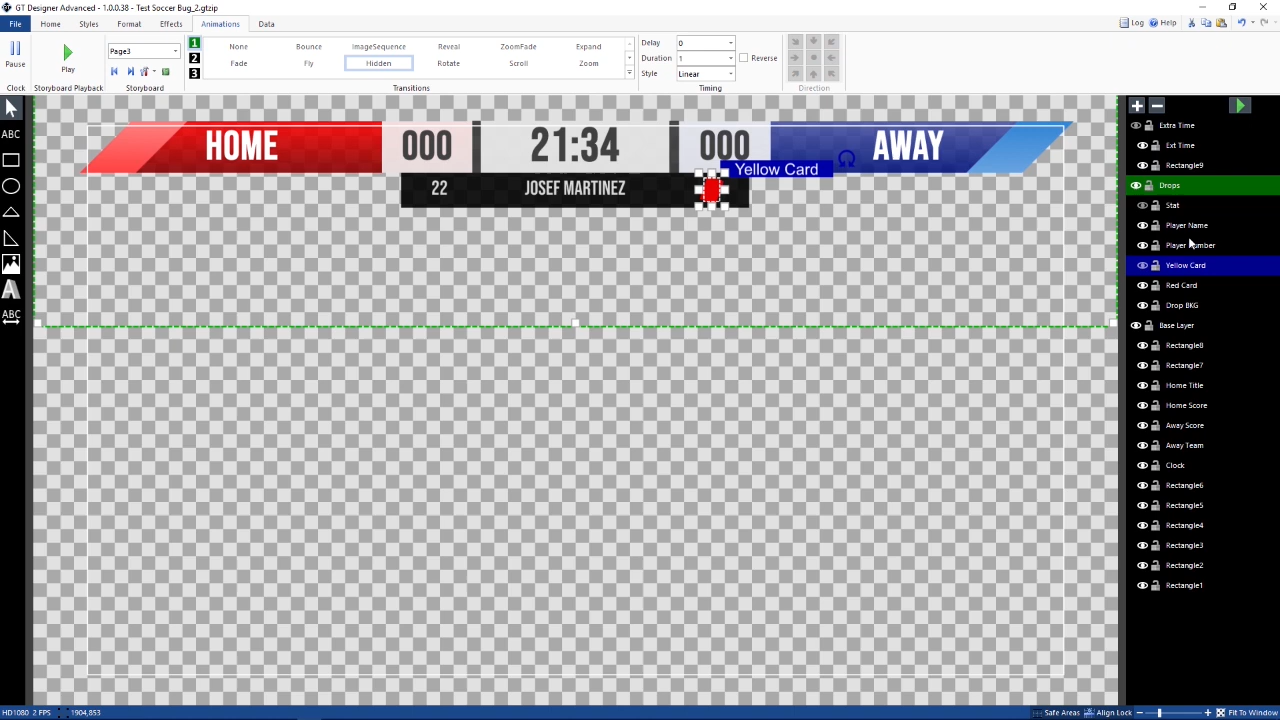 GT Designer Advanced - 1.0.0.38 - Test Soccer Bug_2.gtzip
File Home Styles Format Effects Animations Data
Log Help
Pause
Clock
Play
Storyboard Playback
Page3
Storyboard
1
2
3
None Bounce ImageSequence Reveal ZoomFade Expand
Fade Fly Hidden Rotate Scroll Zoom
Transitions
Delay 0
Duration 1 Reverse
Style Linear
Timing
Direction
ABC
A
ABC
HOME 000 21:34 000 AWAY
Yellow Card
22 JOSEF MARTINEZ
Extra Time
Ext Time
Rectangle9
Drops
Stat
Player Name
Player Number
Yellow Card
Red Card
Drop BKG
Base Layer
Rectangle8
Rectangle7
Home Title
Home Score
Away Score
Away Team
Clock
Rectangle6
Rectangle5
Rectangle4
Rectangle3
Rectangle2
Rectangle1
HD1080 2 FPS 1904,853
Safe Areas Align Lock Fit To Window